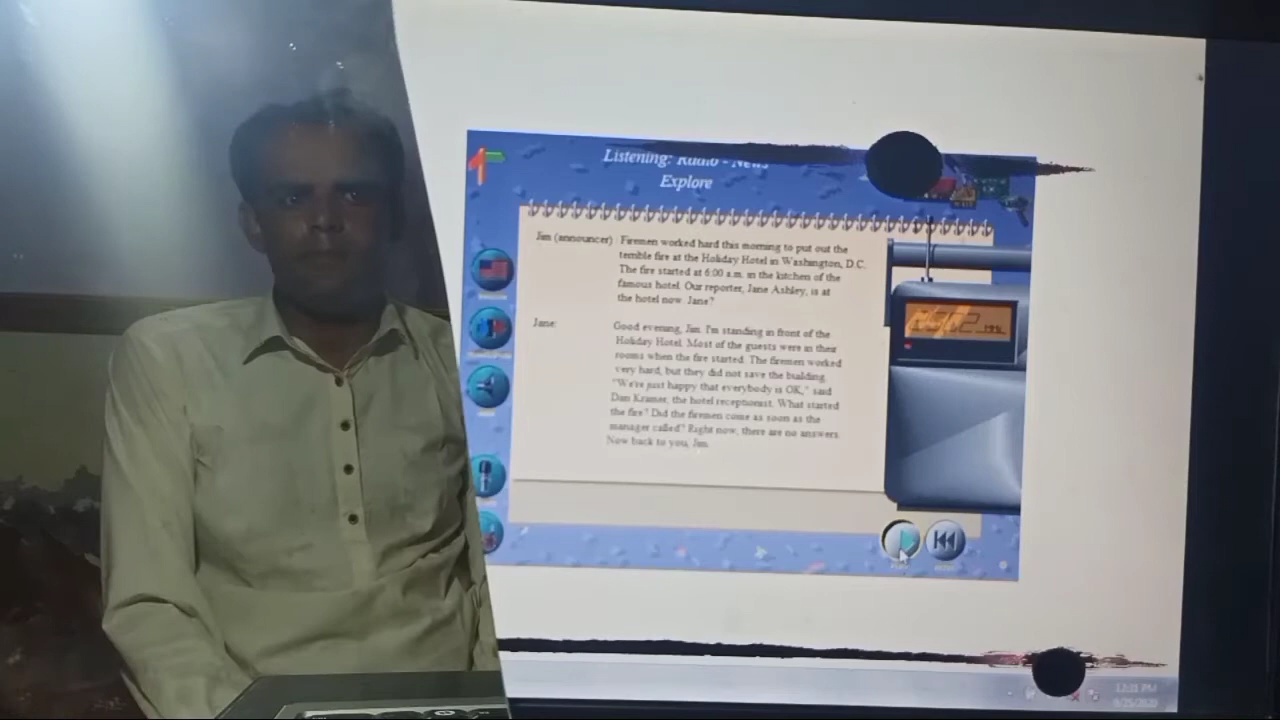 Listening: Radio - News
Explore
Jim (announcer) Firemen worked hard this morning to put out the
terrible fire at the Holiday Hotel in Washington, D.C.
The fire started at 6:00 a.m. in the kitchen of the
famous hotel. Our reporter, Jane Ashley, is at
the hotel now. Jane?
Jane: Good evening, Jim. I'm standing in front of the
Holiday Hotel. Most of the guests were in their
rooms when the fire started. The firemen worked
very hard, but they did not save the building.
"We're just happy that everybody is OK," said
Dan Kramer, the hotel receptionist. What started
the fire? Did the firemen come as soon as the
manager called? Right now, there are no answers.
Now back to you, Jim.